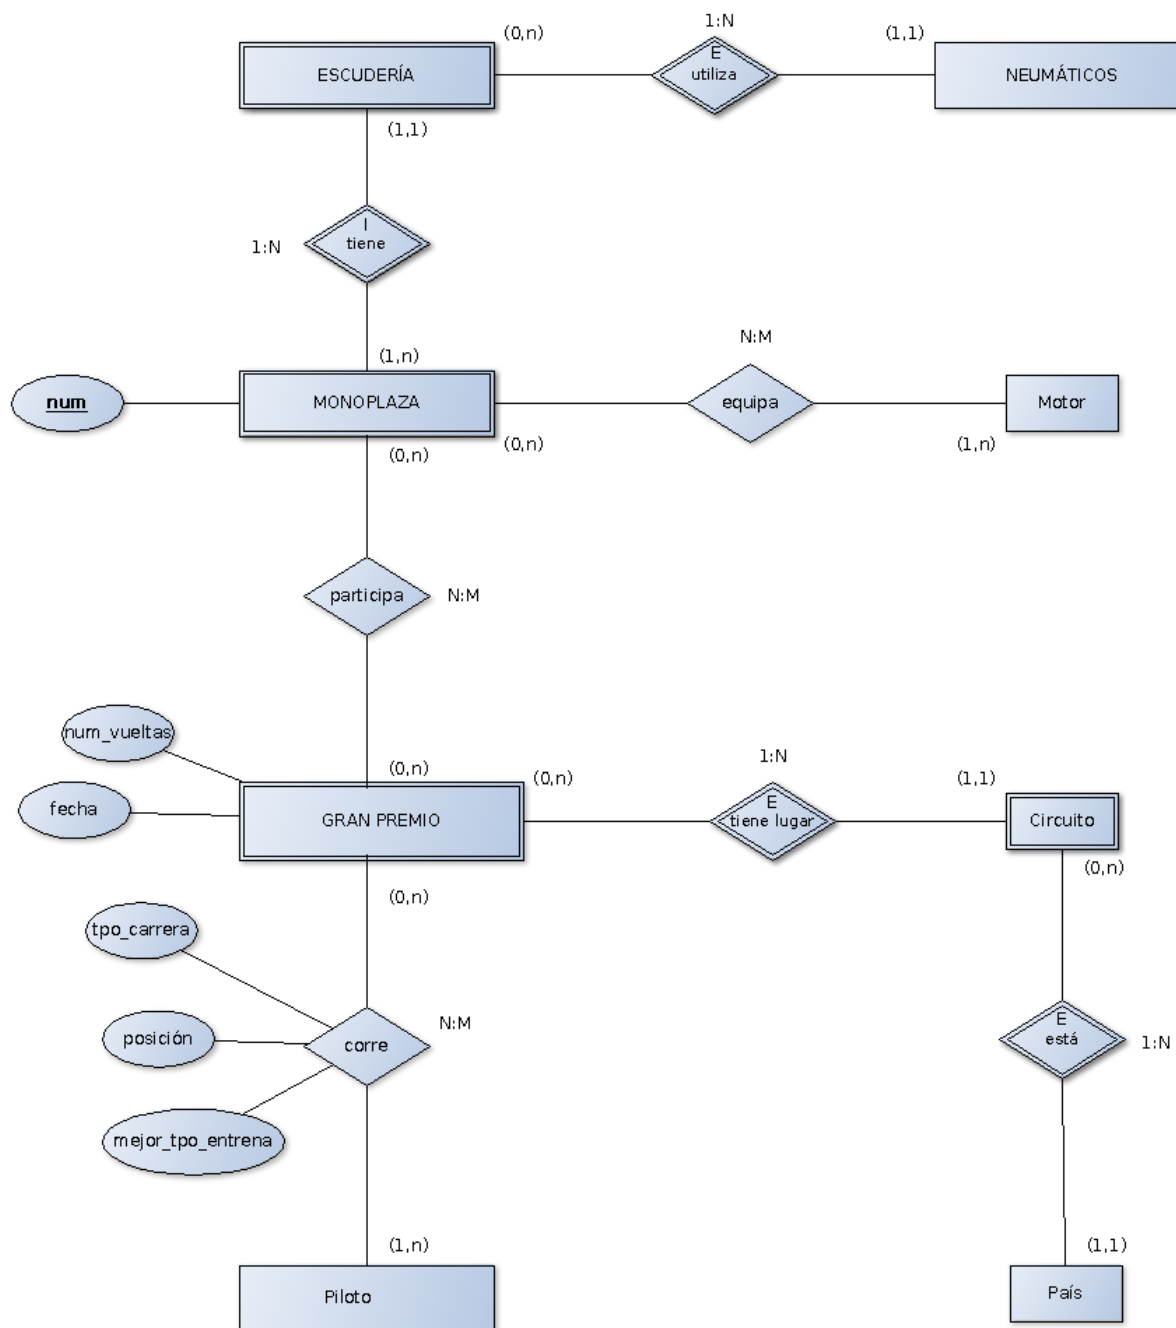 1:N
(0,n)
E
(1,1)
ESCUDERÍA
utiliza
NEUMÁTICOS
(1,1)
I
1:N
tiene
(1,n)
N:M
num
MONOPLAZA
equipa
Motor
(0,n)
(0,n)
(1,n)
participa
N:M
num_vueltas
1:N
(0,n)
(0,n)
(1,1)
fecha
E
GRAN PREMIO
tiene lugar
Circuito
(0,n)
(0,n)
tpo_carrera
N:M
E
posición
corre
está
1:N
mejor_tpo_entrena
(1,n)
(1,1)
Piloto
País